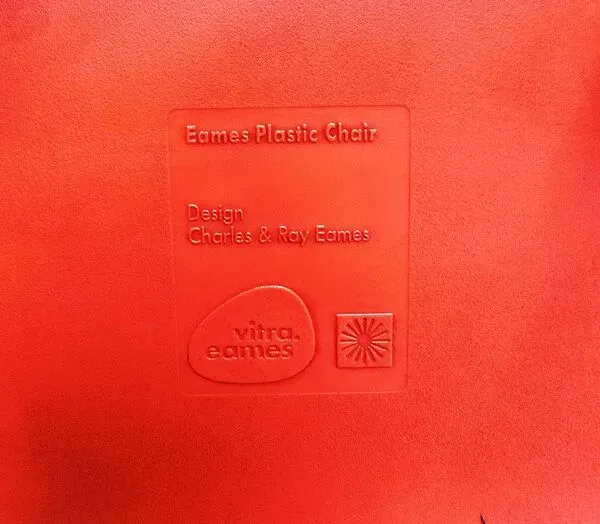 Eames Plastic Chair
Design
Charles & Ray Eames
vitra.
eames